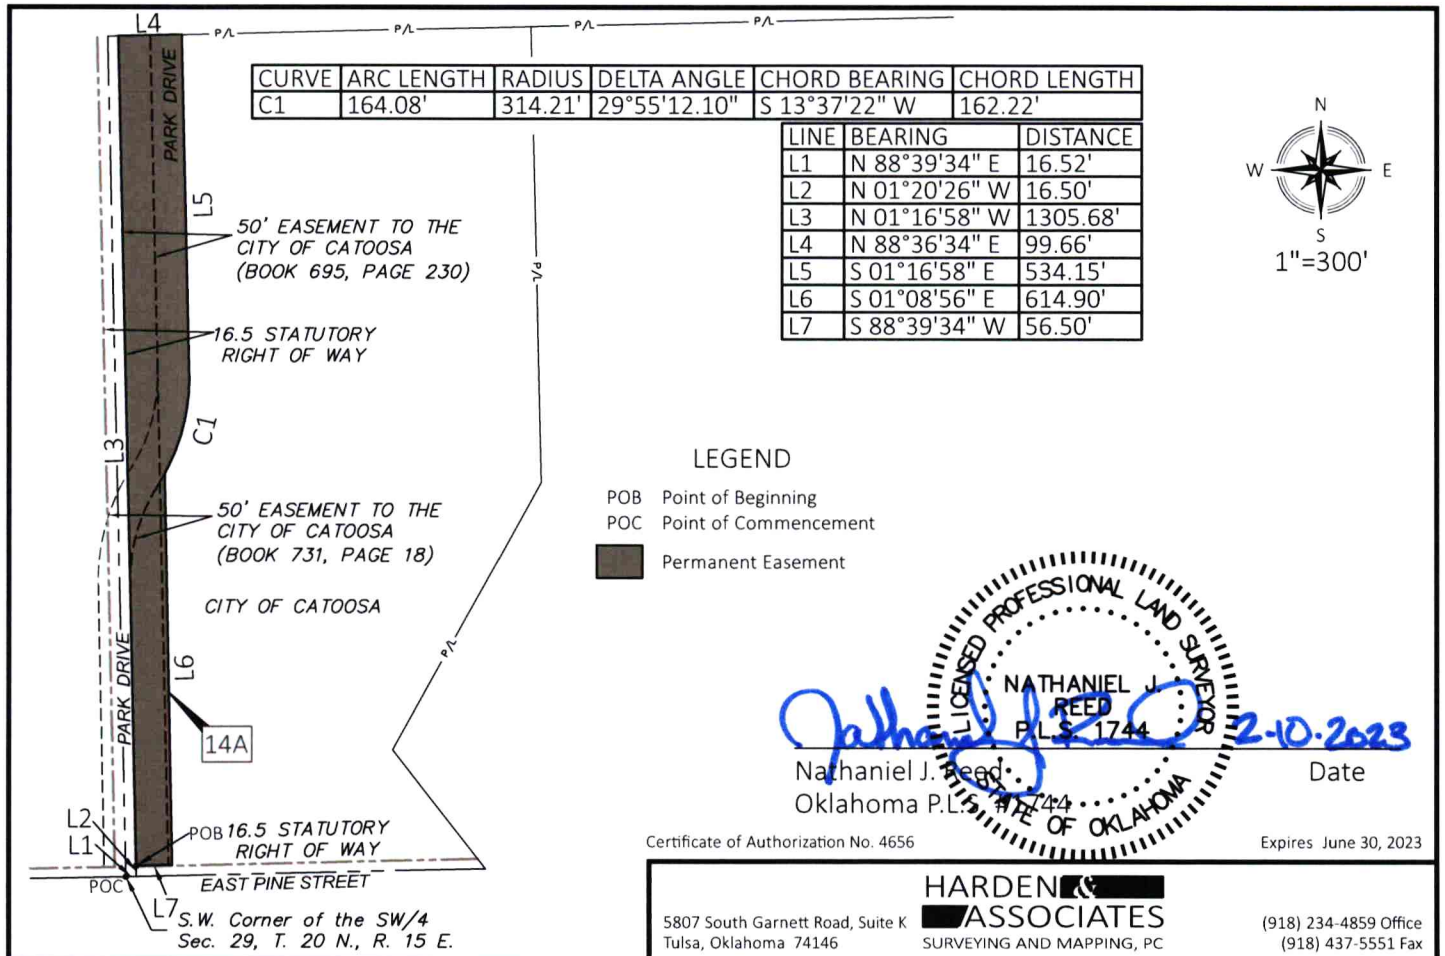 L4
P/L P/L P/L P/L
PARK DRIVE
CURVE ARC LENGTH RADIUS DELTA ANGLE CHORD BEARING CHORD LENGTH
C1 164.08' 314.21' 29°55'12.10" S 13°37'22" W 162.22'
LINE BEARING DISTANCE
L1 N 88°39'34" E 16.52'
L2 N 01°20'26" W 16.50'
L3 N 01°16'58" W 1305.68'
L4 N 88°36'34" E 99.66'
L5 S 01°16'58" E 534.15'
L6 S 01°08'56" E 614.90'
L7 S 88°39'34" W 56.50'
N
W E
S
1"=300'
L5
50' EASEMENT TO THE
CITY OF CATOOSA
(BOOK 695, PAGE 230)
P/L
16.5 STATUTORY
RIGHT OF WAY
C1
L3
50' EASEMENT TO THE
CITY OF CATOOSA
(BOOK 731, PAGE 18)
CITY OF CATOOSA
P/L
PARK DRIVE
L6
14A
L2
L1
POB 16.5 STATUTORY
RIGHT OF WAY
POC
EAST PINE STREET
L7
S.W. Corner of the SW/4
Sec. 29, T. 20 N., R. 15 E.
LEGEND
POB Point of Beginning
POC Point of Commencement
Permanent Easement
LICENSED PROFESSIONAL LAND SURVEYOR
NATHANIEL J.
REED
P.L.S. 1744
STATE OF OKLAHOMA
Nathaniel J Reed 2-10-2023
Nathaniel J. Reed Date
Oklahoma P.L.S. #1744
Certificate of Authorization No. 4656 Expires June 30, 2023
HARDEN &
ASSOCIATES
SURVEYING AND MAPPING, PC
5807 South Garnett Road, Suite K
Tulsa, Oklahoma 74146
(918) 234-4859 Office
(918) 437-5551 Fax